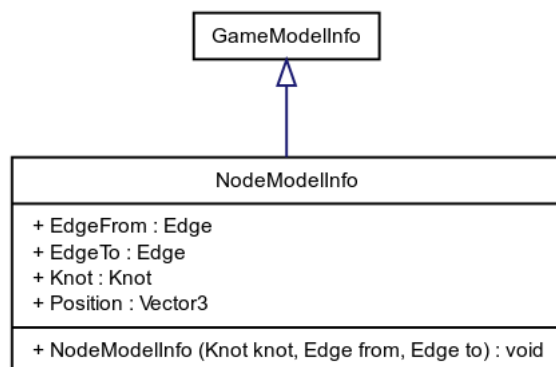 GameModelInfo
NodeModelInfo
+ EdgeFrom : Edge
+ EdgeTo : Edge
+ Knot : Knot
+ Position : Vector3
+ NodeModelInfo (Knot knot, Edge from, Edge to) : void